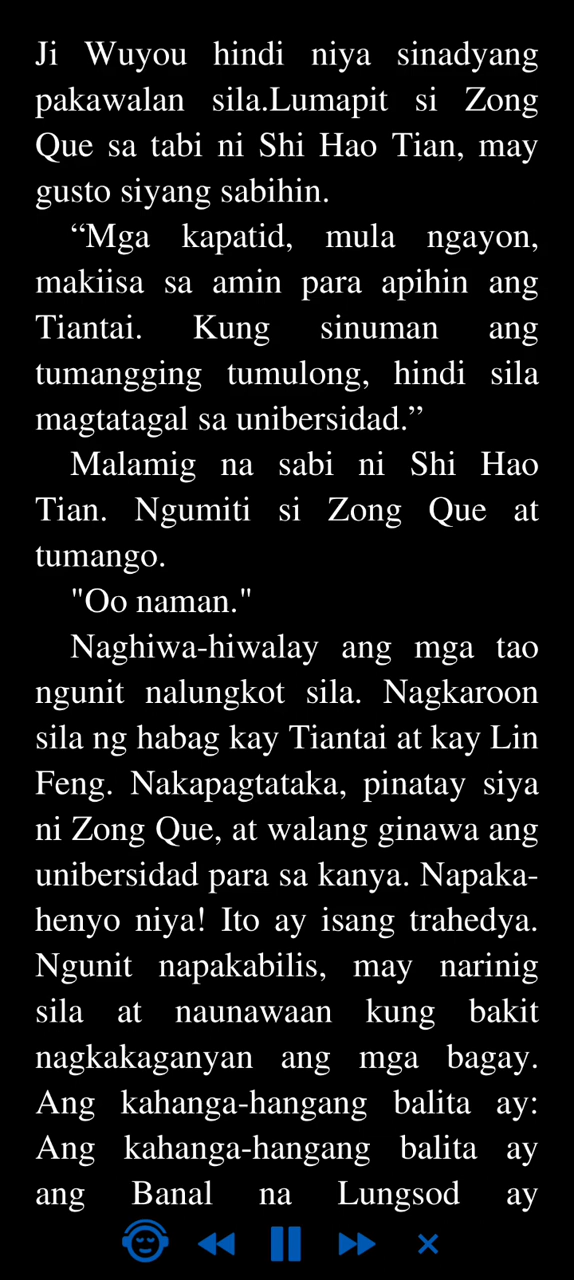 Ji Wuyou hindi niya sinadyang
pakawalan sila.Lumapit si Zong
Que sa tabi ni Shi Hao Tian, may
gusto siyang sabihin.
“Mga kapatid, mula ngayon,
makiisa sa amin para apihin ang
Tiantai. Kung sinuman ang
tumangging tumulong, hindi sila
magtatagal sa unibersidad.”
Malamig na sabi ni Shi Hao
Tian. Ngumiti si Zong Que at
tumango.
"Oo naman."
Naghiwa-hiwalay ang mga tao
ngunit nalungkot sila. Nagkaroon
sila ng habag kay Tiantai at kay Lin
Feng. Nakapagtataka, pinatay siya
ni Zong Que, at walang ginawa ang
unibersidad para sa kanya. Napaka-
henyo niya! Ito ay isang trahedya.
Ngunit napakabilis, may narinig
sila at naunawaan kung bakit
nagkakaganyan ang mga bagay.
Ang kahanga-hangang balita ay:
Ang kahanga-hangang balita ay
ang Banal na Lungsod ay